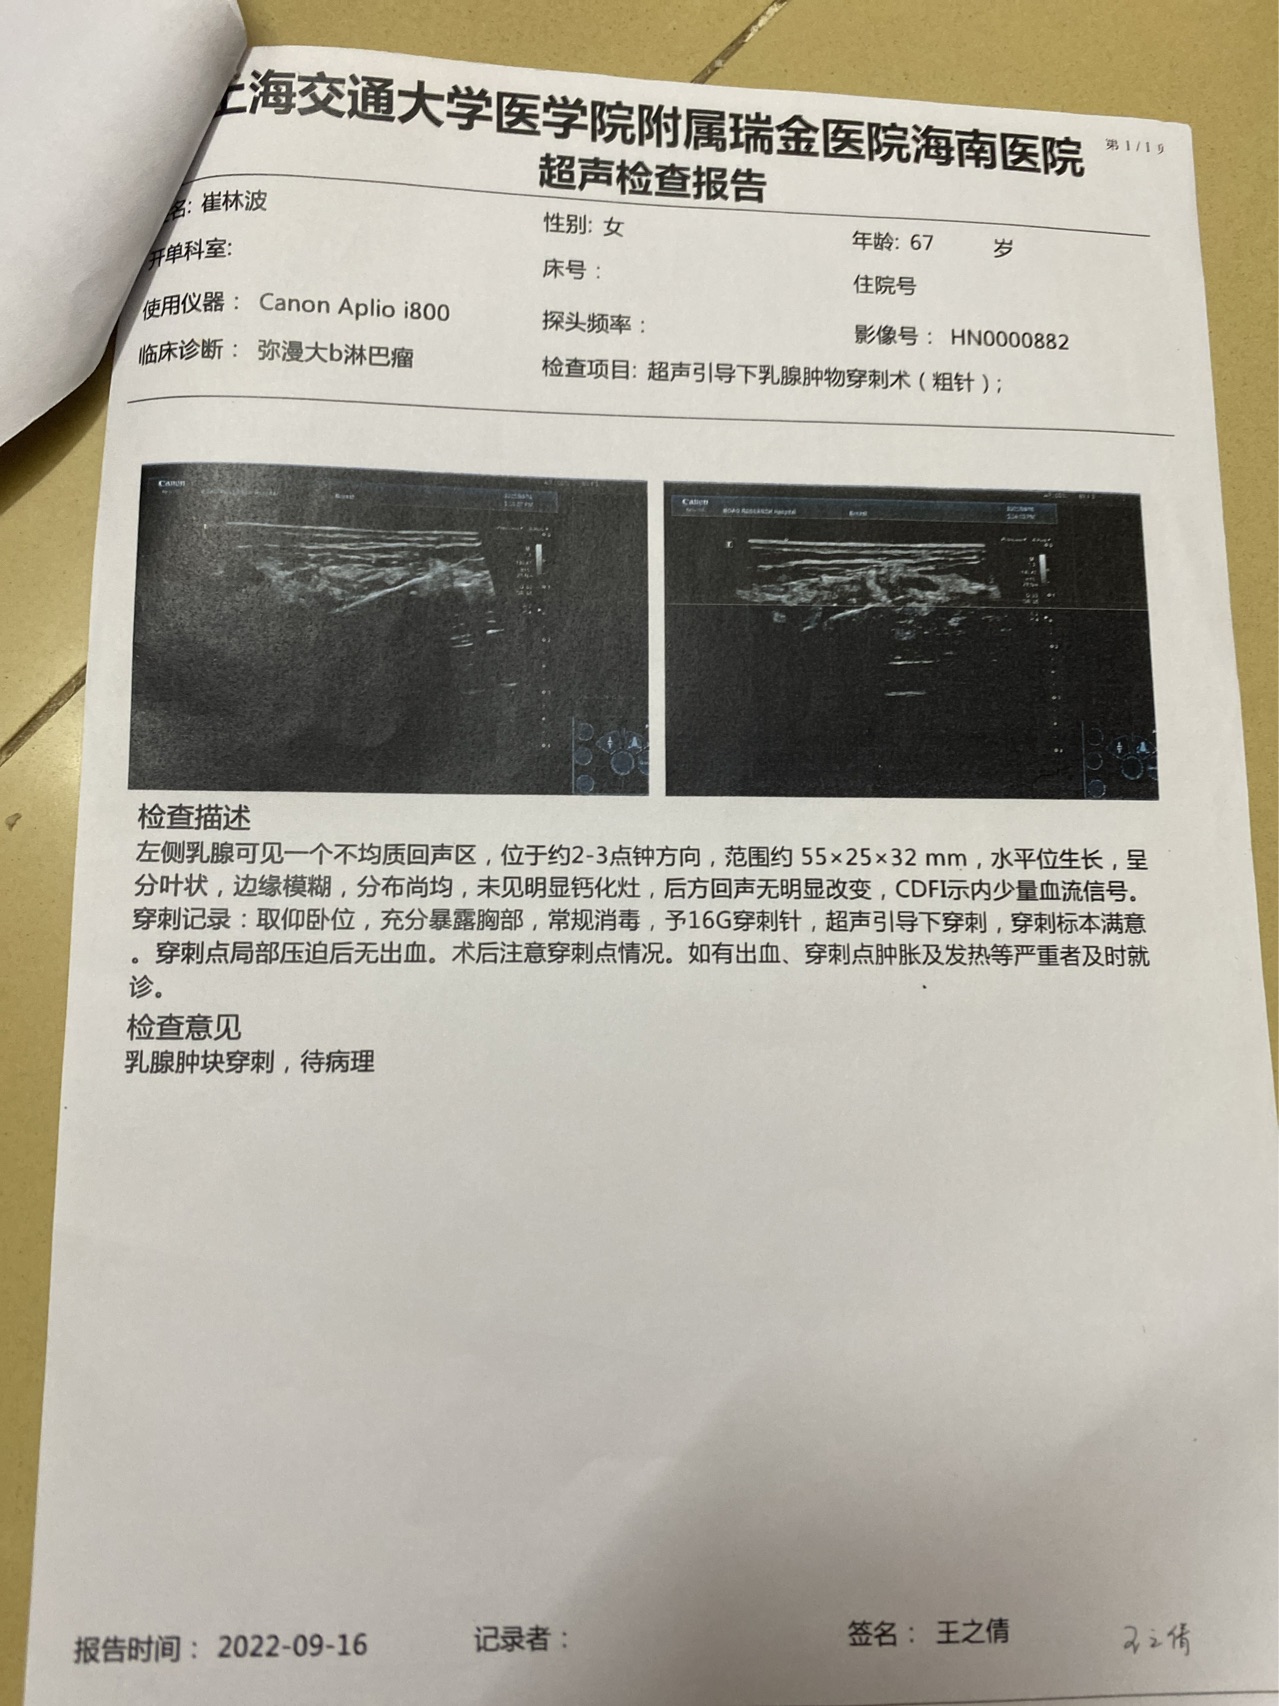 上海交通大学医学院附属瑞金医院海南医院
第1/1
超声检查报告
名: 崔林波 性别: 女 年龄: 67 岁
开单科室: 床号: 住院号
使用仪器: Canon Aplio i800 探头频率: 影像号: HN0000882
临床诊断: 弥漫大b淋巴瘤 检查项目: 超声引导下乳腺肿物穿刺术(粗针);
Canon
Breast
Canon
Breast
检查描述
左侧乳腺可见一个不均质回声区,位于约2-3点钟方向,范围约 55×25×32 mm,水平位生长,呈
分叶状,边缘模糊,分布尚均,未见明显钙化灶,后方回声无明显改变,CDFI示内少量血流信号。
穿刺记录:取仰卧位,充分暴露胸部,常规消毒,予16G穿刺针,超声引导下穿刺,穿刺标本满意
。穿刺点局部压迫后无出血。术后注意穿刺点情况。如有出血、穿刺点肿胀及发热等严重者及时就
诊。
检查意见
乳腺肿块穿刺,待病理
报告时间: 2022-09-16 记录者: 签名: 王之倩 王之倩